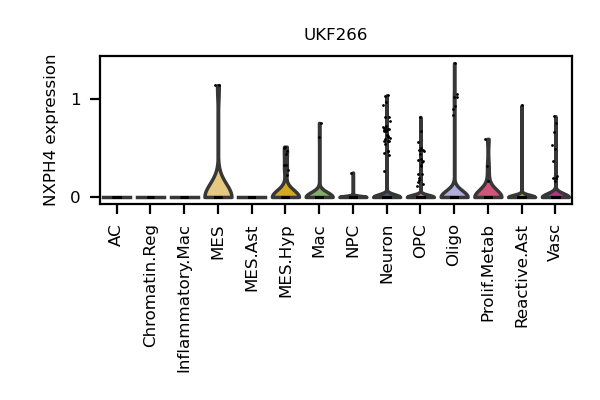 UKF266
NXPH4 expression
1
0
AC
Chromatin.Reg
Inflammatory.Mac
MES
MES.Ast
MES.Hyp
Mac
NPC
Neuron
OPC
Oligo
Prolif.Metab
Reactive.Ast
Vasc